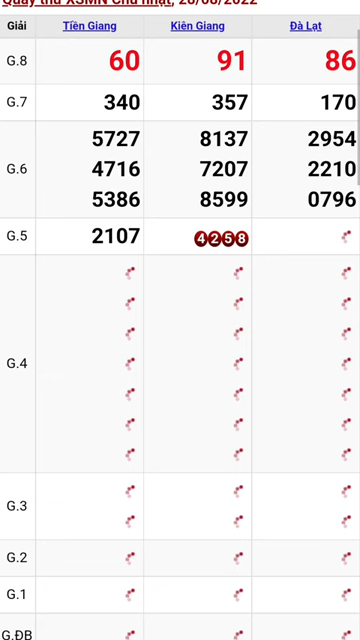 Quay thử XSMN Chủ nhật, 28/08/2022
Giải Tiền Giang Kiên Giang Đà Lạt
G.8 60 91 86
G.7 340 357 170
5727 8137 2954
G.6 4716 7207 2210
5386 8599 0796
G.5 2107 4258
G.4
G.3
G.2
G.1
G.ĐB